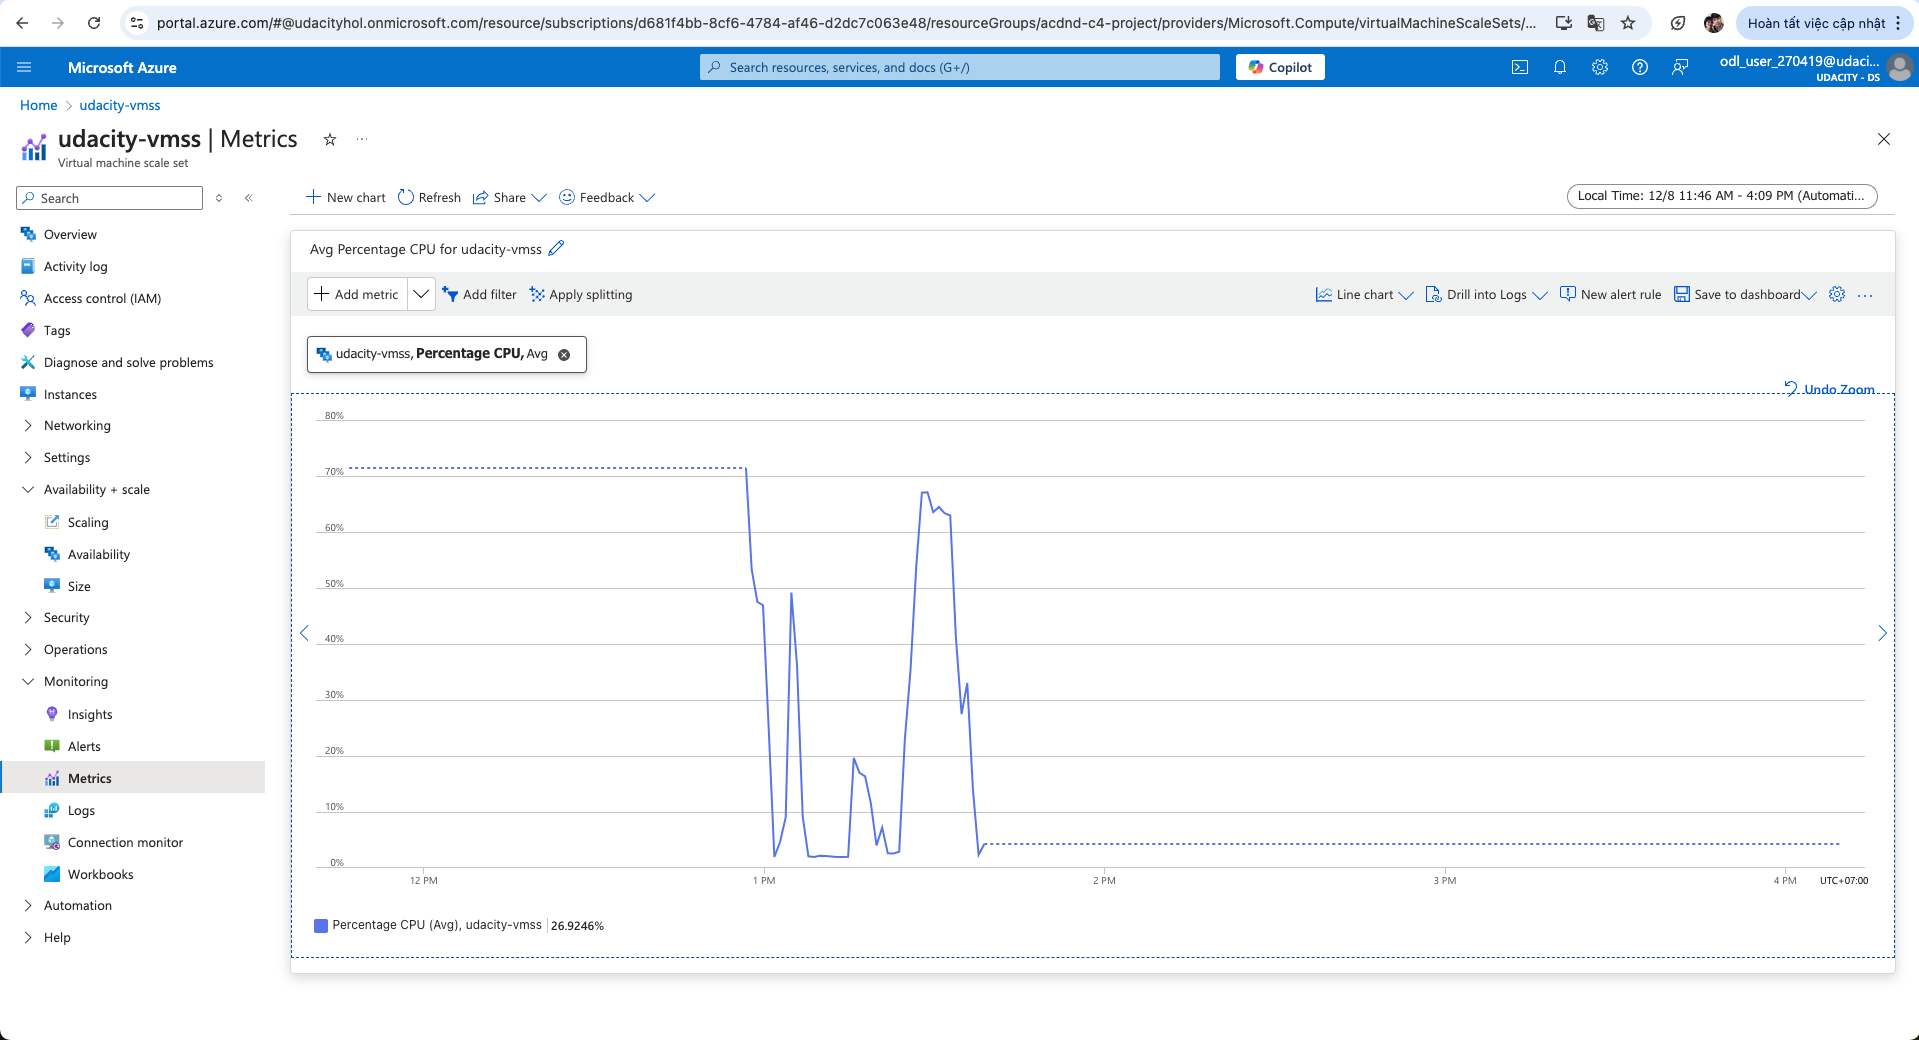 portal.azure.com/#@udacityhol.onmicrosoft.com/resource/subscriptions/d681f4bb-8cf6-4784-af46-d2dc7c063e48/resourceGroups/acdnd-c4-project/providers/Microsoft.Compute/virtualMachineScaleSets/...
Hoàn tất việc cập nhật
Microsoft Azure
Search resources, services, and docs (G+/)
Copilot
odl_user_270419@udaci...
UDACITY - DS
Home > udacity-vmss
udacity-vmss | Metrics
Virtual machine scale set
Search
New chart
Refresh
Share
Feedback
Local Time: 12/8 11:46 AM - 4:09 PM (Automati...
Overview
Activity log
Access control (IAM)
Tags
Diagnose and solve problems
Instances
Networking
Settings
Availability + scale
Scaling
Availability
Size
Security
Operations
Monitoring
Insights
Alerts
Metrics
Logs
Connection monitor
Workbooks
Automation
Help
Avg Percentage CPU for udacity-vmss
Add metric
Add filter
Apply splitting
Line chart
Drill into Logs
New alert rule
Save to dashboard
udacity-vmss, Percentage CPU, Avg
Undo Zoom
80%
70%
60%
50%
40%
30%
20%
10%
0%
12 PM
1 PM
2 PM
3 PM
4 PM
UTC+07:00
Percentage CPU (Avg), udacity-vmss | 26.9246%